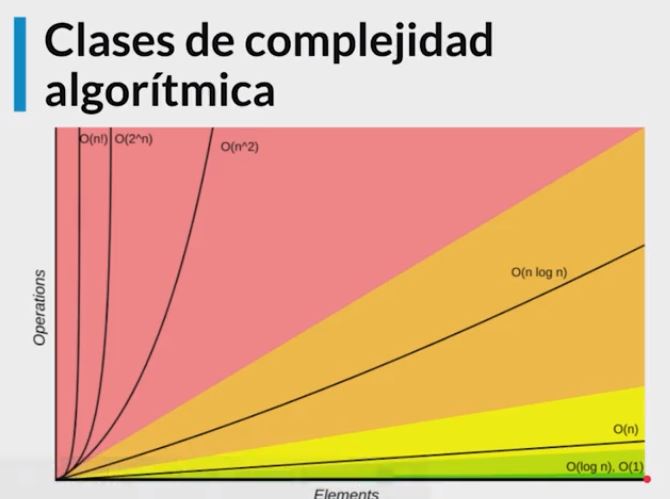 Clases de complejidad
algorítmica
O(n!)
O(2^n)
O(n^2)
O(n log n)
O(n)
O(log n), O(1)
Operations
Elements